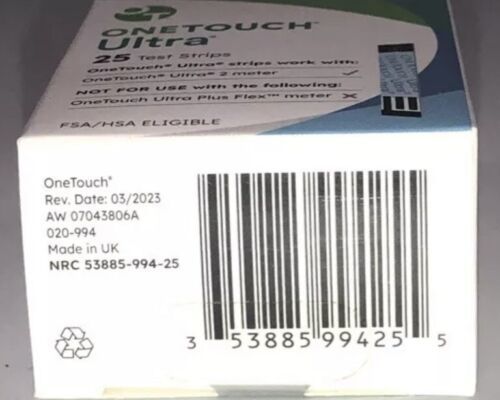 ONETOUCH
Ultra®
25 Test Strips
OneTouch® Ultra® strips work with:
OneTouch® Ultra® 2 meter ✓
NOT FOR USE with the following:
OneTouch Ultra Plus Flex™ meter ✕
FSA/HSA ELIGIBLE
OneTouch®
Rev. Date: 03/2023
AW 07043806A
020-994
Made in UK
NRC 53885-994-25
3 53885 99425 5